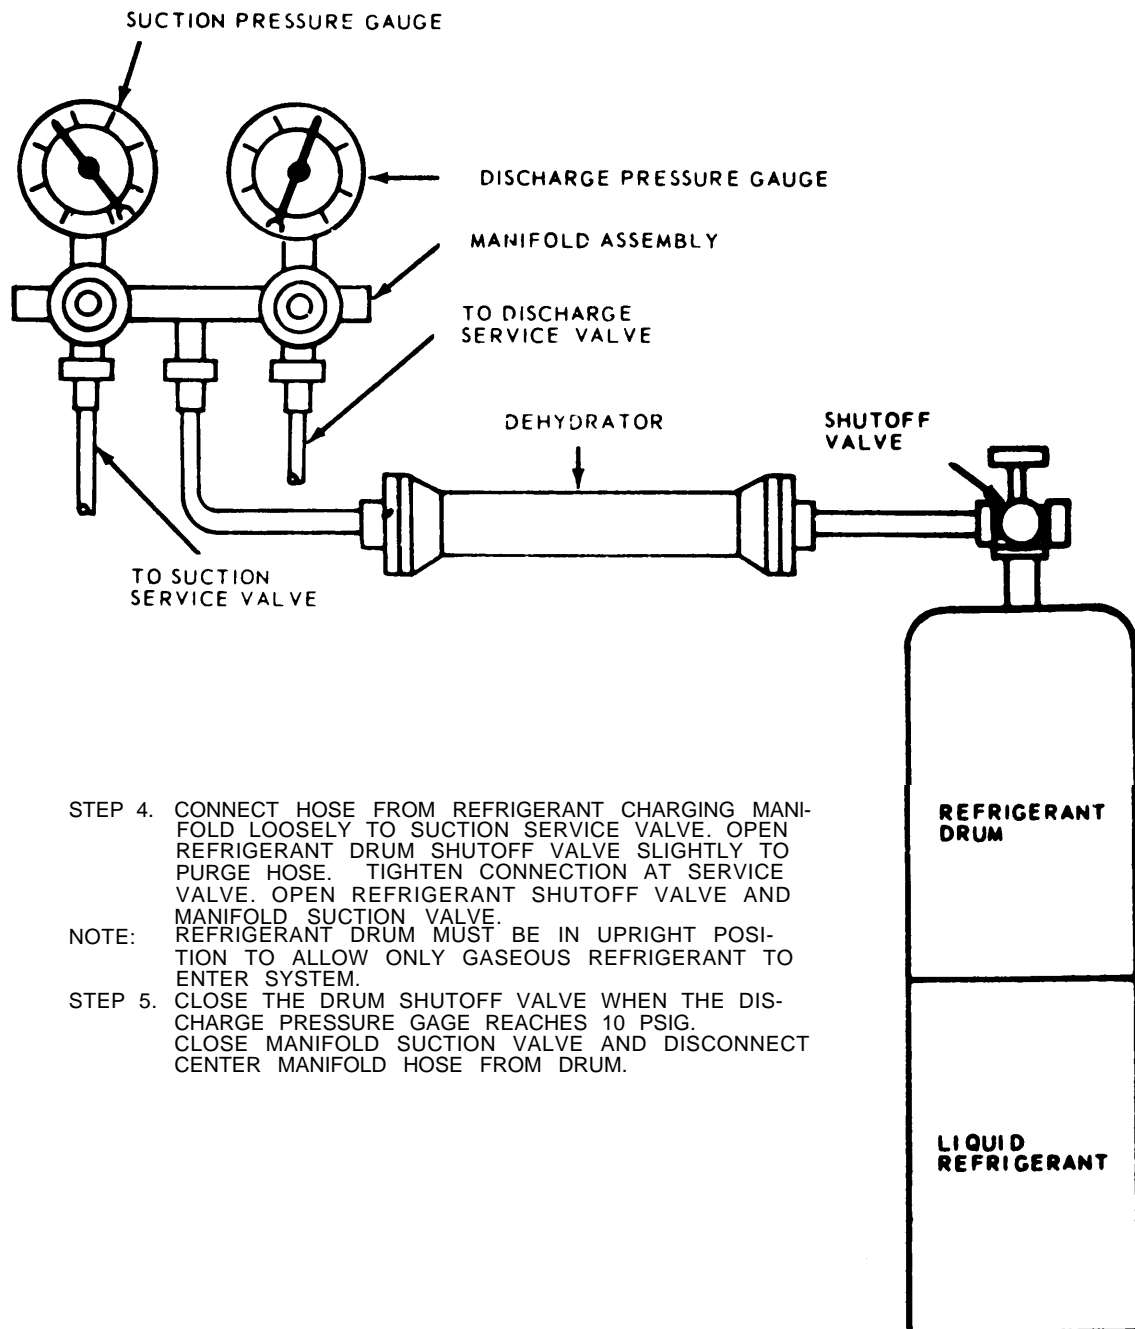 SUCTION PRESSURE GAUGE
DISCHARGE PRESSURE GAUGE
MANIFOLD ASSEMBLY
TO DISCHARGE
SERVICE VALVE
DEHYDRATOR
SHUTOFF
VALVE
TO SUCTION
SERVICE VALVE
STEP 4. CONNECT HOSE FROM REFRIGERANT CHARGING MANI-
FOLD LOOSELY TO SUCTION SERVICE VALVE. OPEN
REFRIGERANT DRUM SHUTOFF VALVE SLIGHTLY TO
PURGE HOSE. TIGHTEN CONNECTION AT SERVICE
VALVE. OPEN REFRIGERANT SHUTOFF VALVE AND
MANIFOLD SUCTION VALVE.
NOTE: REFRIGERANT DRUM MUST BE IN UPRIGHT POSI-
TION TO ALLOW ONLY GASEOUS REFRIGERANT TO
ENTER SYSTEM.
STEP 5. CLOSE THE DRUM SHUTOFF VALVE WHEN THE DIS-
CHARGE PRESSURE GAGE REACHES 10 PSIG.
CLOSE MANIFOLD SUCTION VALVE AND DISCONNECT
CENTER MANIFOLD HOSE FROM DRUM.
REFRIGERANT
DRUM
LIQUID
REFRIGERANT